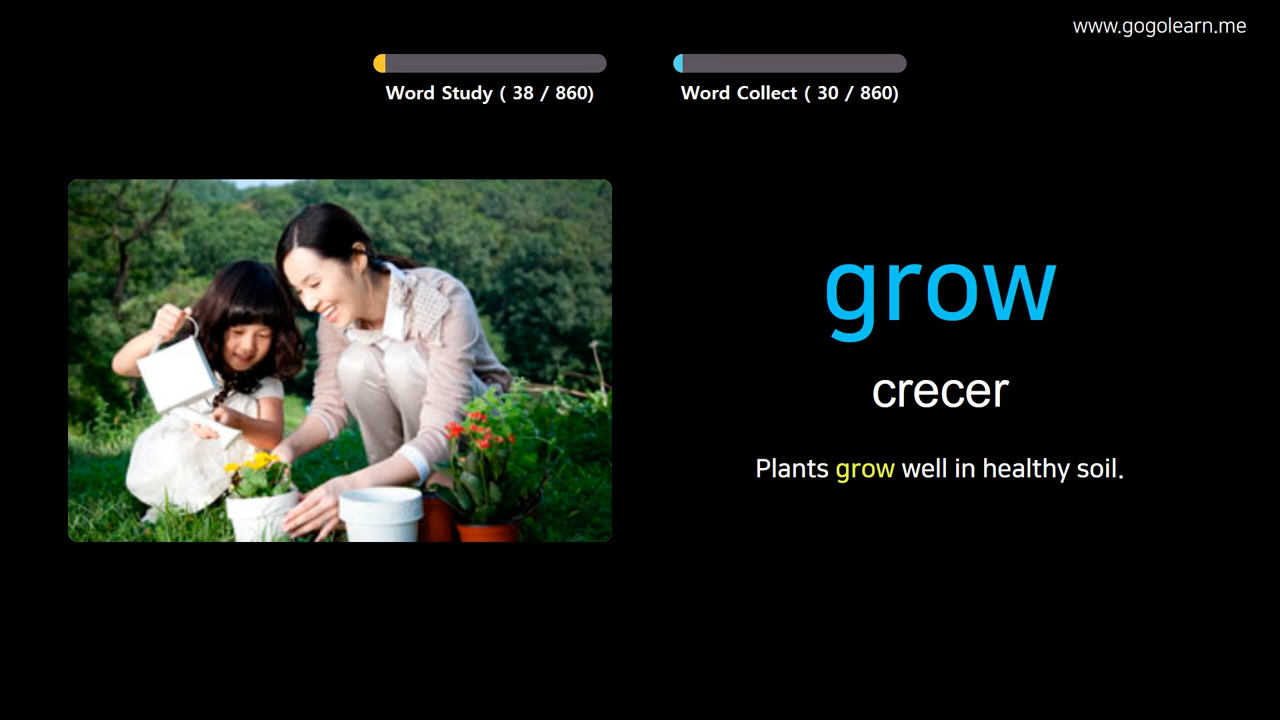 www.gogolearn.me
Word Study ( 38 / 860)
Word Collect ( 30 / 860)
grow
crecer
Plants grow well in healthy soil.